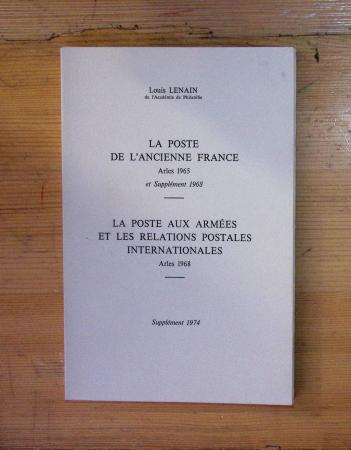 Louis LENAIN
de l'Académie de Philatélie
LA POSTE
DE L'ANCIENNE FRANCE
Arles 1965
et Supplément 1968
LA POSTE AUX ARMÉES
ET LES RELATIONS POSTALES
INTERNATIONALES
Arles 1968
Supplément 1974